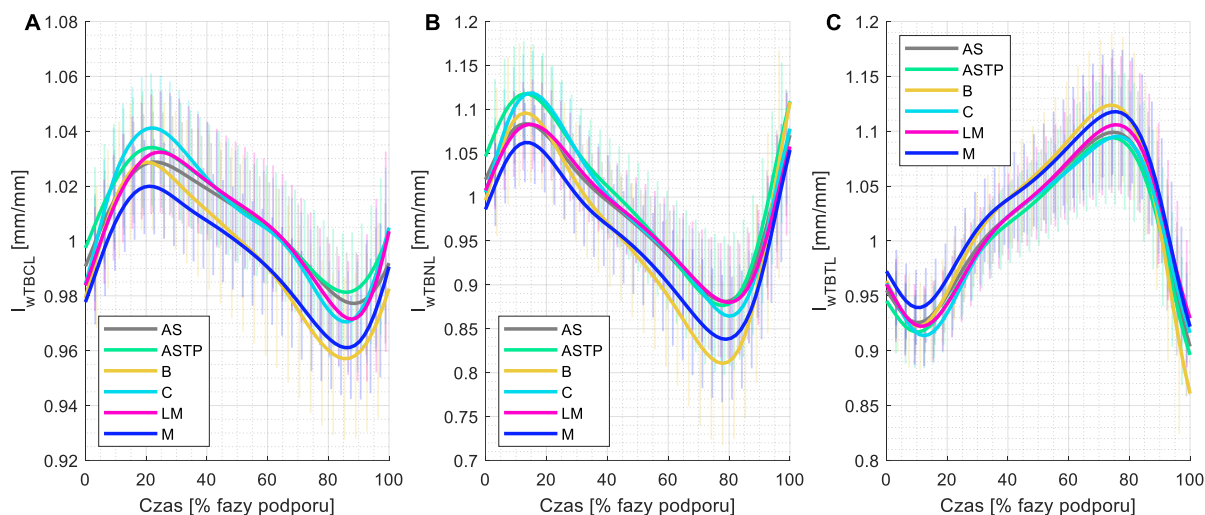 A
1.08
1.06
1.04
1.02
1
0.98
0.96
0.94
0.92
I_wTBCL [mm/mm]
AS
ASTP
B
C
LM
M
0 20 40 60 80 100
Czas [% fazy podporu]
B
1.2
1.15
1.1
1.05
1
0.95
0.9
0.85
0.8
0.75
0.7
I_wTBNL [mm/mm]
AS
ASTP
B
C
LM
M
0 20 40 60 80 100
Czas [% fazy podporu]
C
1.2
1.15
1.1
1.05
1
0.95
0.9
0.85
0.8
I_wTBTL [mm/mm]
AS
ASTP
B
C
LM
M
0 20 40 60 80 100
Czas [% fazy podporu]